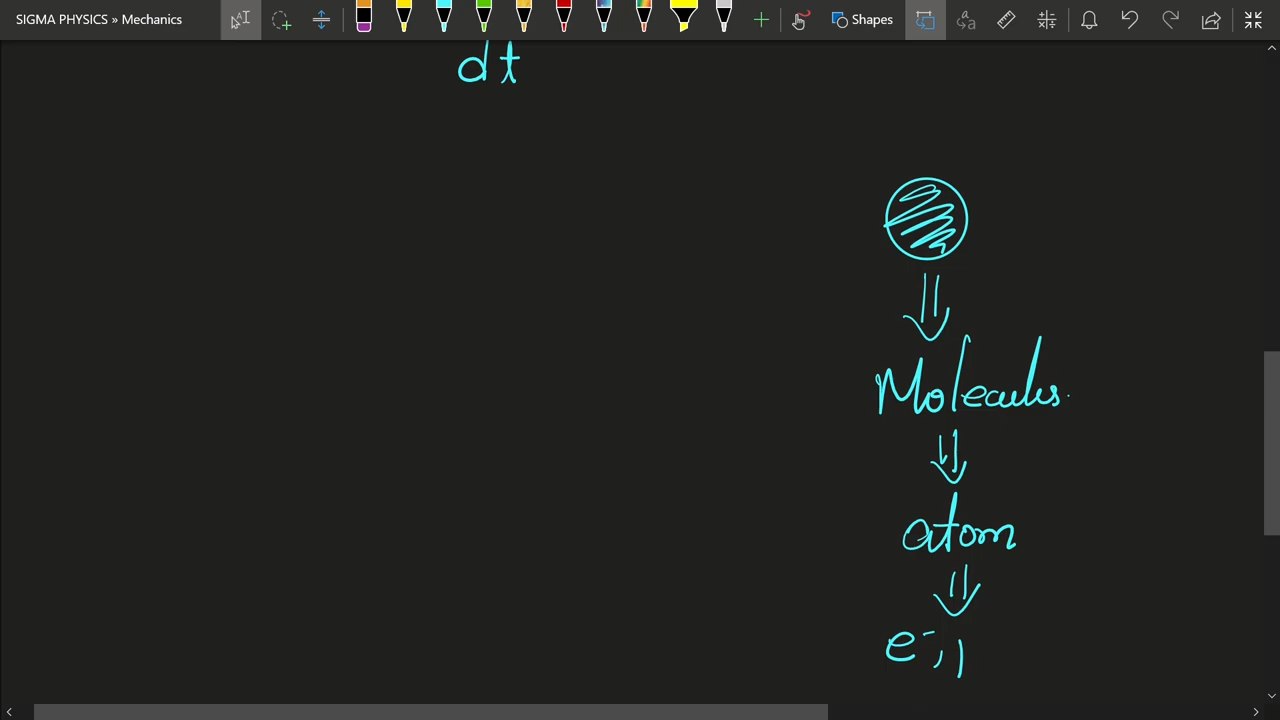 SIGMA PHYSICS » Mechanics
Shapes
dt
Molecules.
atom
e⁻,